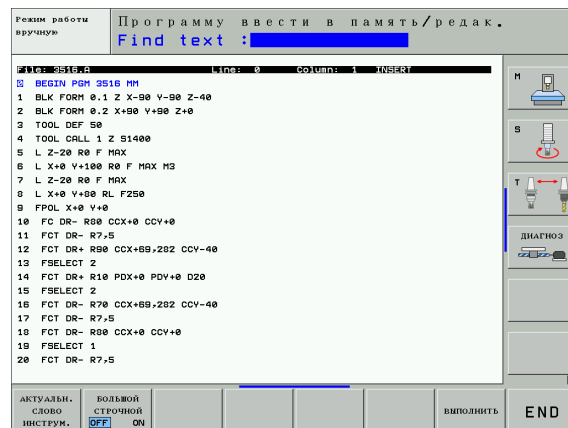 Режим работы
вручную
Программу ввести в память/редак.
Find text :
File: 3516.A Line: 0 Column: 1 INSERT
0 BEGIN PGM 3516 MM
1 BLK FORM 0.1 Z X-90 Y-90 Z-40
2 BLK FORM 0.2 X+90 Y+90 Z+0
3 TOOL DEF 50
4 TOOL CALL 1 Z S1400
5 L Z-20 R0 F MAX
6 L X+0 Y+100 R0 F MAX M3
7 L Z-20 R0 F MAX
8 L X+0 Y+80 RL F250
9 FPOL X+0 Y+0
10 FC DR- R80 CCX+0 CCY+0
11 FCT DR- R7,5
12 FCT DR+ R90 CCX+69,282 CCY-40
13 FSELECT 2
14 FCT DR+ R10 PDX+0 PDY+0 D20
15 FSELECT 2
16 FCT DR- R70 CCX+69,282 CCY-40
17 FCT DR- R7,5
18 FCT DR- R80 CCX+0 CCY+0
19 FSELECT 1
20 FCT DR- R7,5
M
S
T
ДИАГНОЗ
АКТУАЛЬН.
СЛОВО
ИНСТРУМ.
БОЛЬШОЙ
СТРОЧНОЙ
OFF ON
ВЫПОЛНИТЬ
END